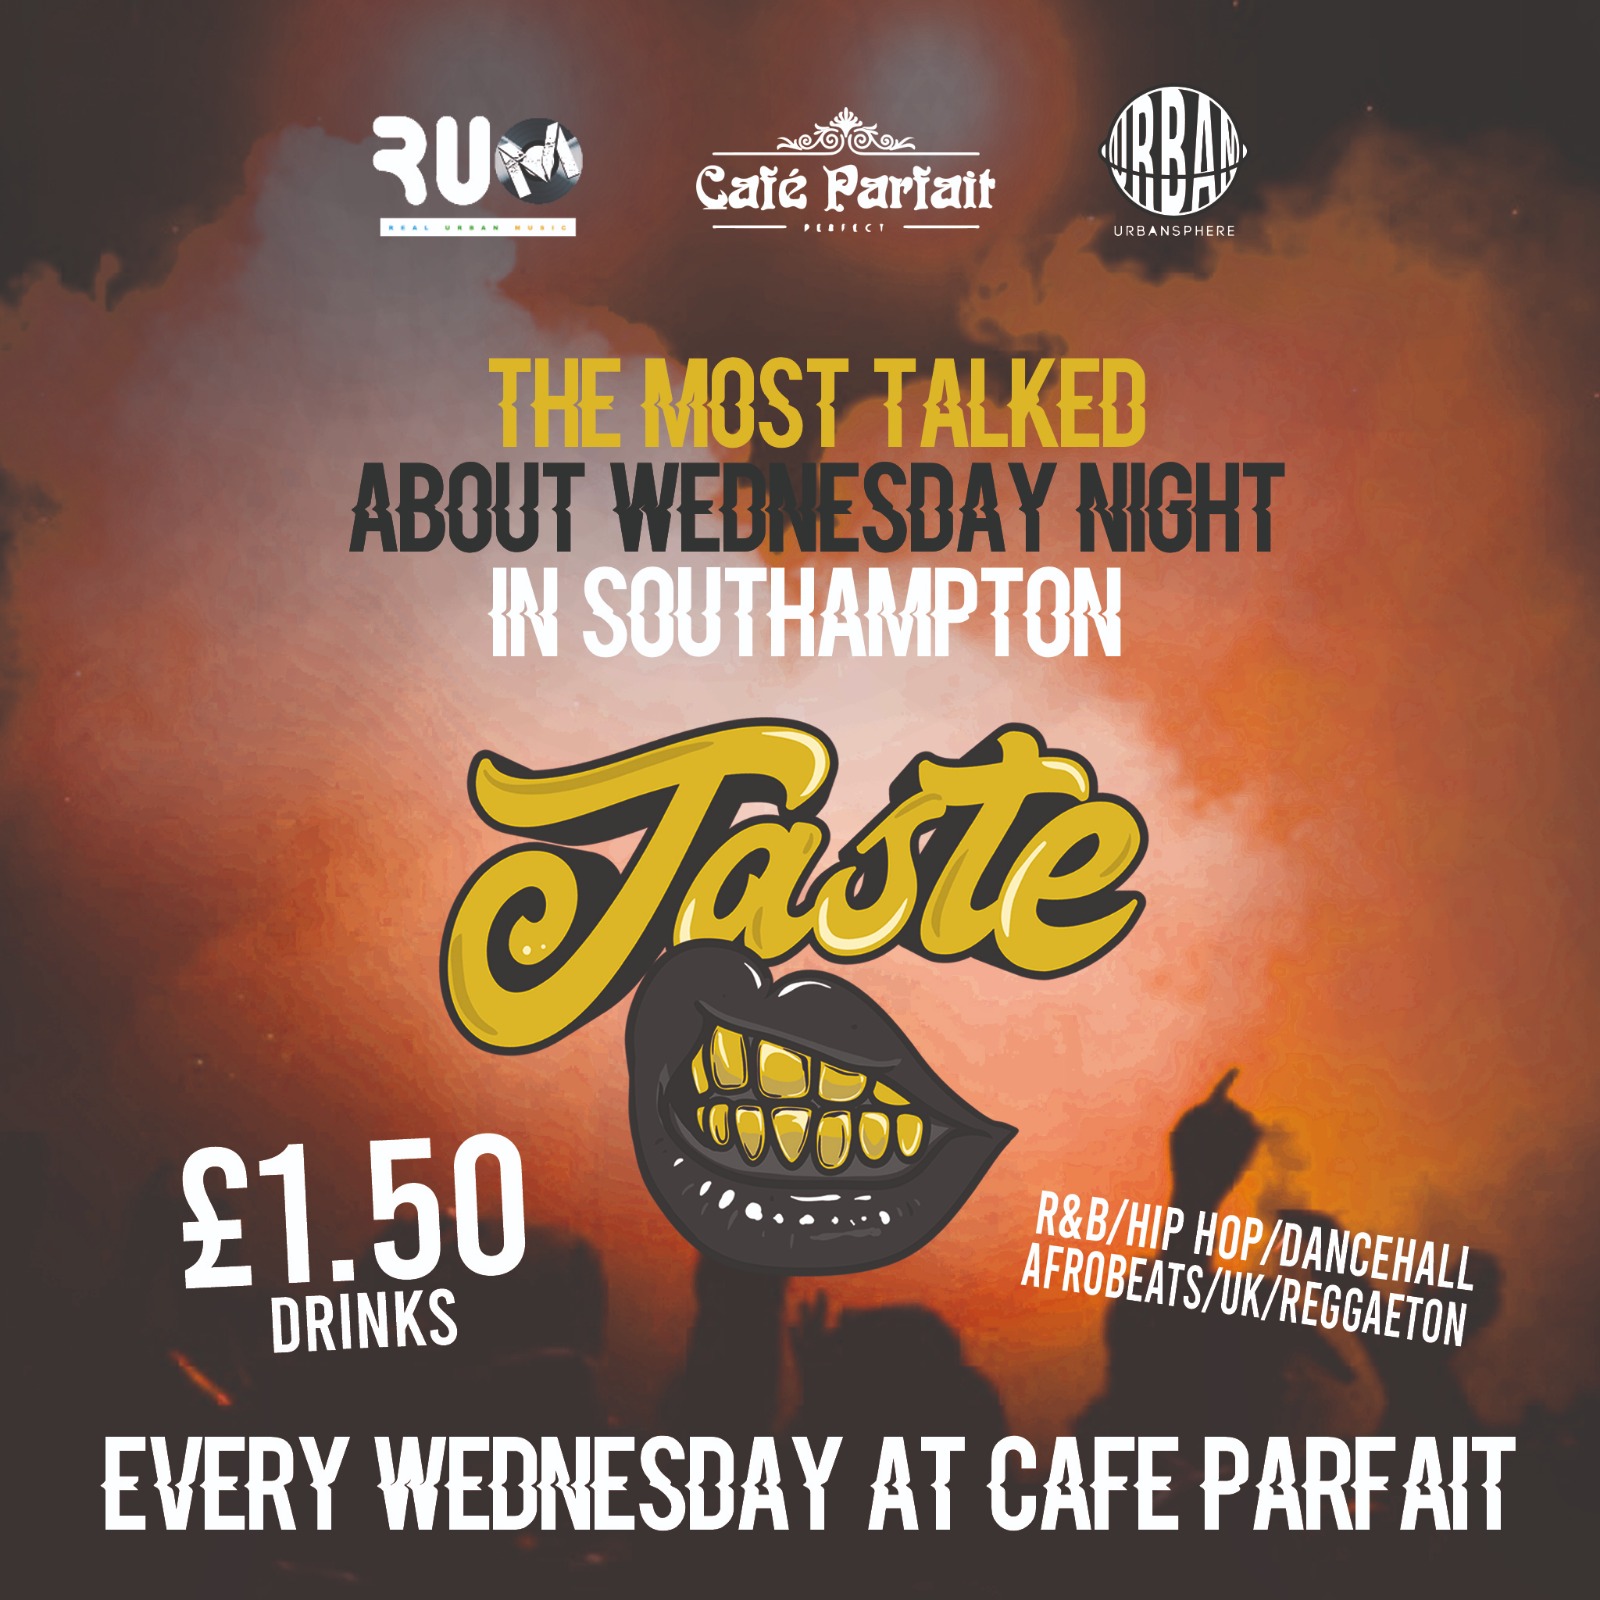 RUM
REAL URBAN MUSIC
Café Parfait
PERFECT
URBAN
URBANSPHERE
THE MOST TALKED
ABOUT WEDNESDAY NIGHT
IN SOUTHAMPTON
Taste
£1.50
DRINKS
R&B/HIP HOP/DANCEHALL
AFROBEATS/UK/REGGAETON
EVERY WEDNESDAY AT CAFE PARFAIT